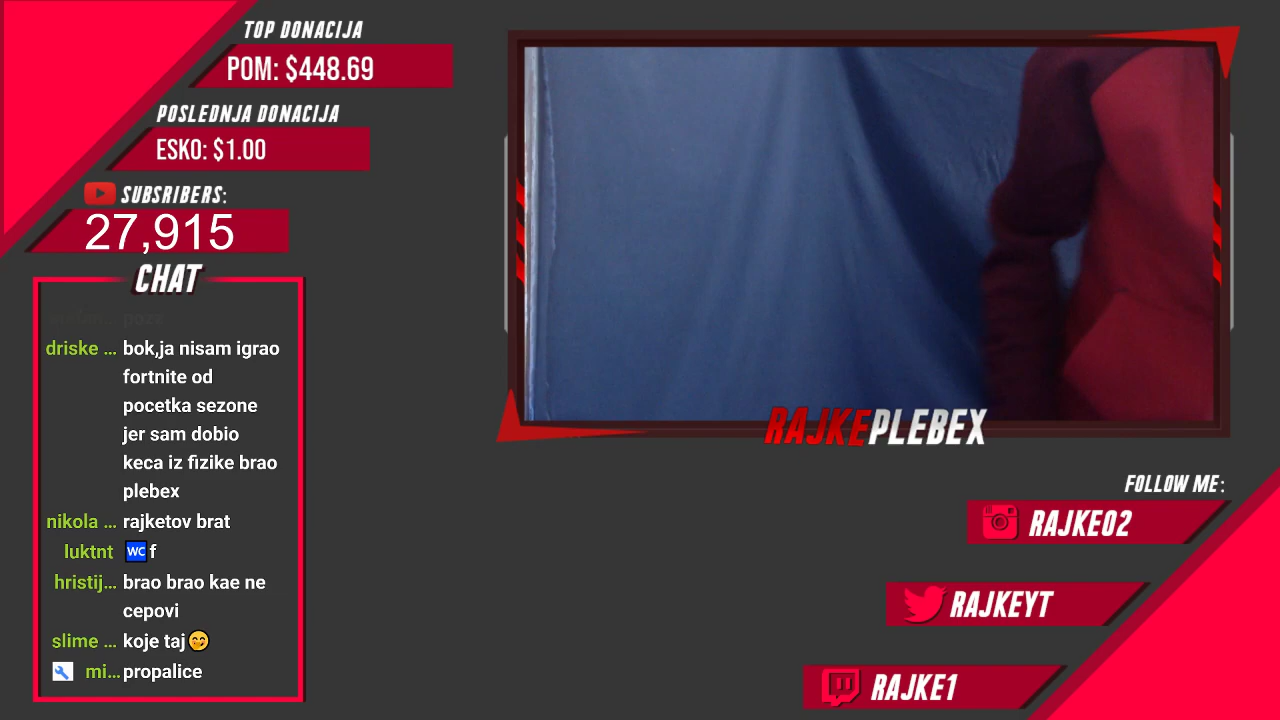 TOP DONACIJA
POM: $448.69
POSLEDNJA DONACIJA
ESKO: $1.00
SUBSRIBERS:
27,915
CHAT
pozz
driske ... bok,ja nisam igrao
fortnite od
pocetka sezone
jer sam dobio
keca iz fizike brao
plebex
nikola ... rajketov brat
luktnt WC f
hristij... brao brao kae ne
cepovi
slime ... koje taj
mi... propalice
RAJKEPLEBEX
FOLLOW ME:
RAJKE02
RAJKEYT
RAJKE1